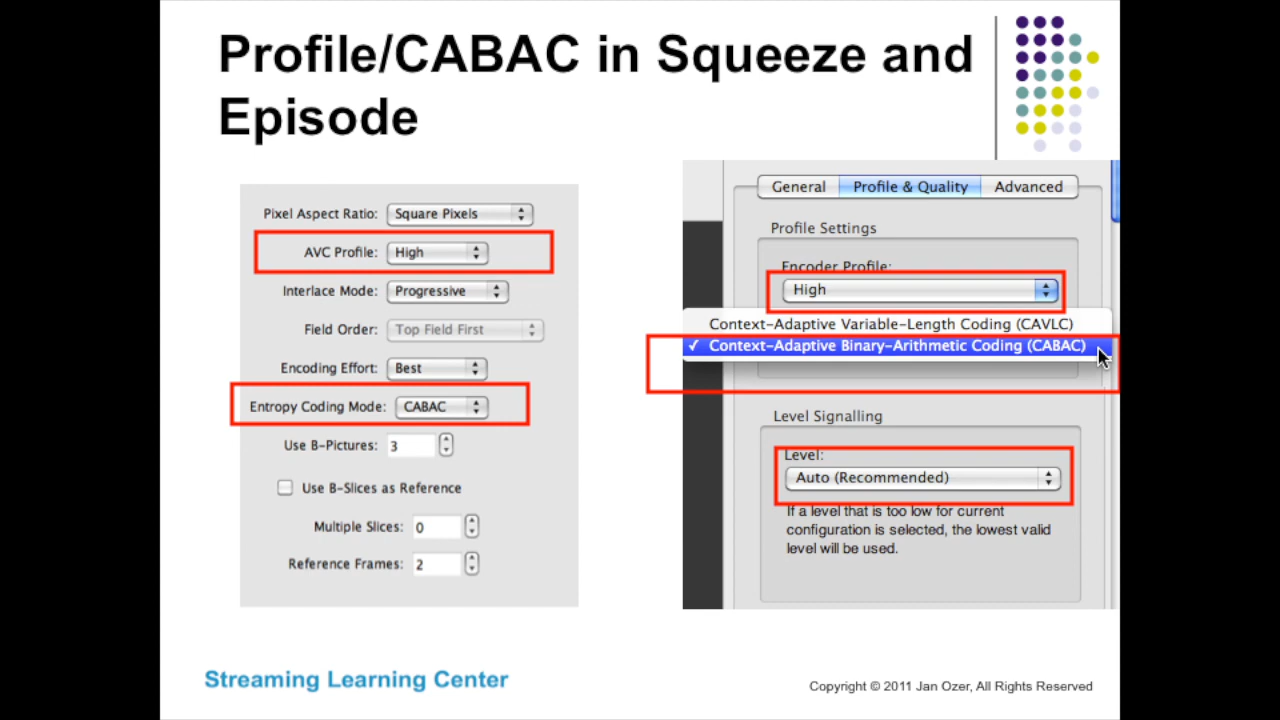 Profile/CABAC in Squeeze and
Episode
Pixel Aspect Ratio: Square Pixels
AVC Profile: High
Interlace Mode: Progressive
Field Order: Top Field First
Encoding Effort: Best
Entropy Coding Mode: CABAC
Use B-Pictures: 3
Use B-Slices as Reference
Multiple Slices: 0
Reference Frames: 2
General Profile & Quality Advanced
Profile Settings
Encoder Profile:
High
Context-Adaptive Variable-Length Coding (CAVLC)
✓ Context-Adaptive Binary-Arithmetic Coding (CABAC)
Level Signalling
Level:
Auto (Recommended)
If a level that is too low for current
configuration is selected, the lowest valid
level will be used.
Streaming Learning Center
Copyright © 2011 Jan Ozer, All Rights Reserved